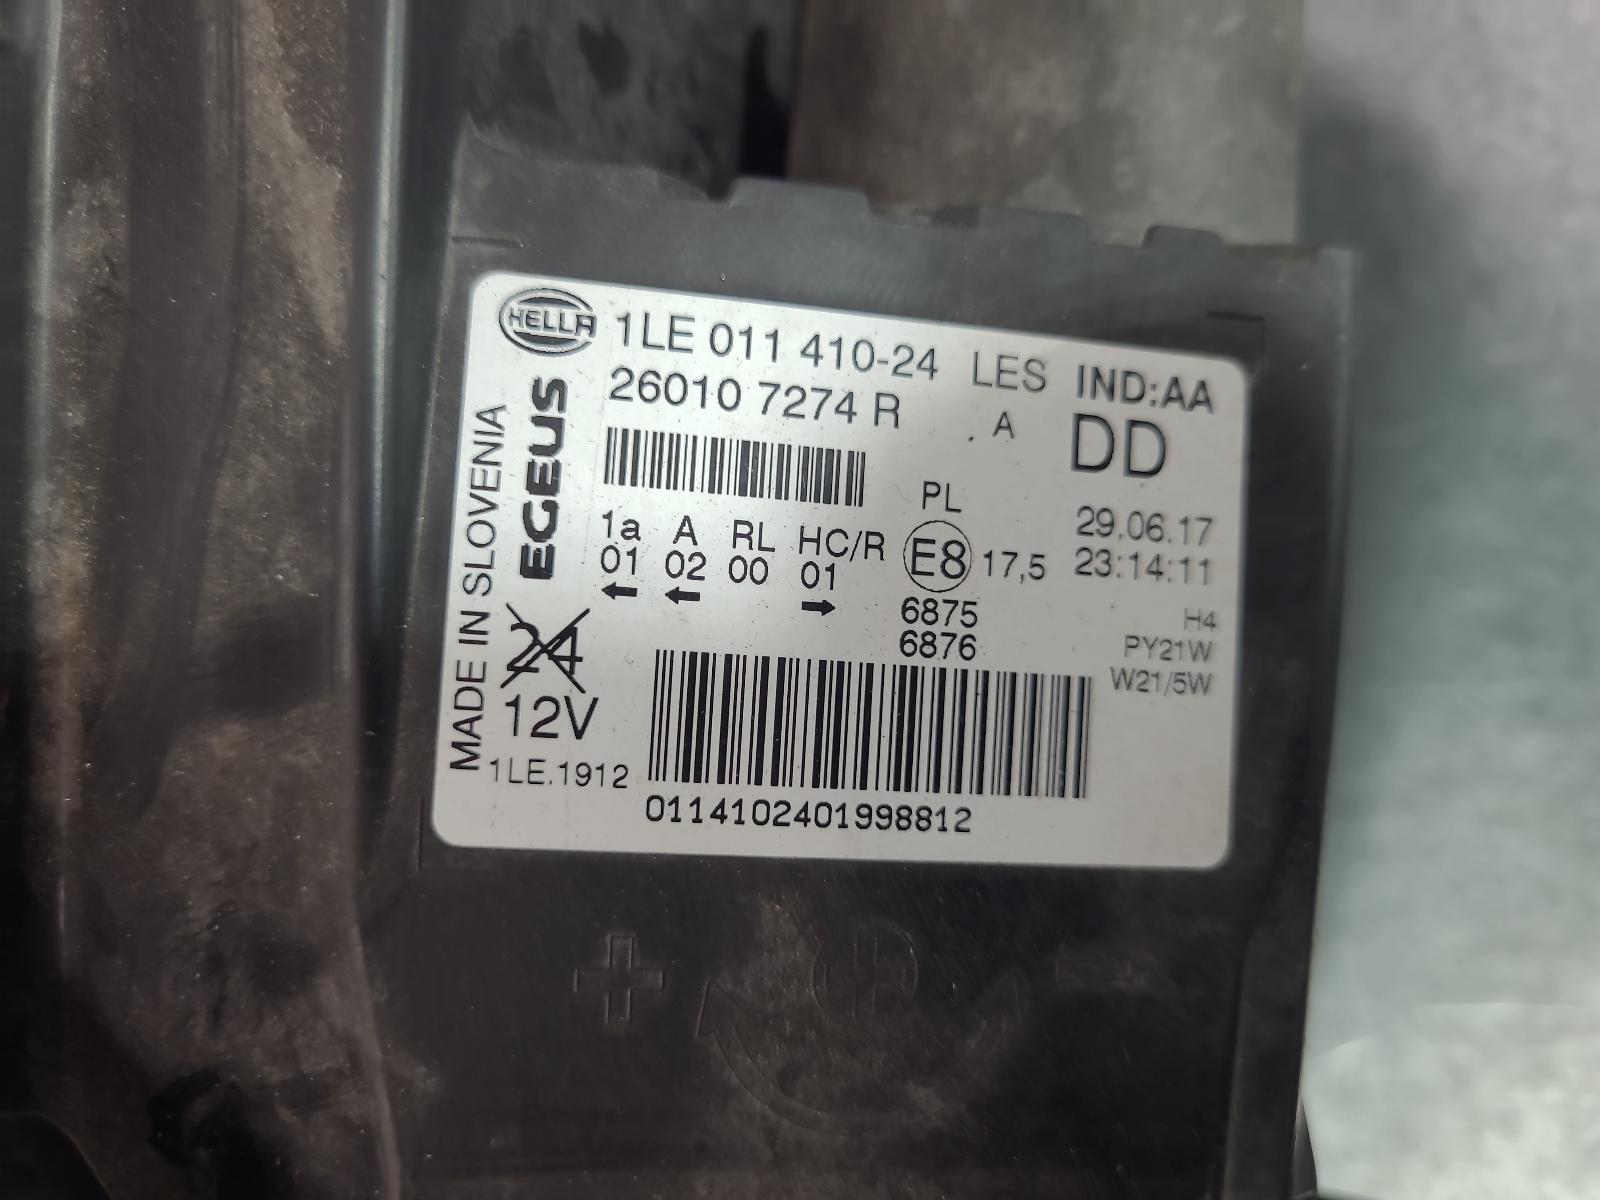 HELLA 1LE 011 410-24 LES IND:AA
26010 7274 R . A DD
MADE IN SLOVENIA
EGEUS
PL
1a A RL HC/R E8 17,5 29.06.17
01 02 00 01 23:14:11
← ← →
6875 H4
6876 PY21W
W21/5W
24
12V
1LE.1912
0114102401998812
+ -